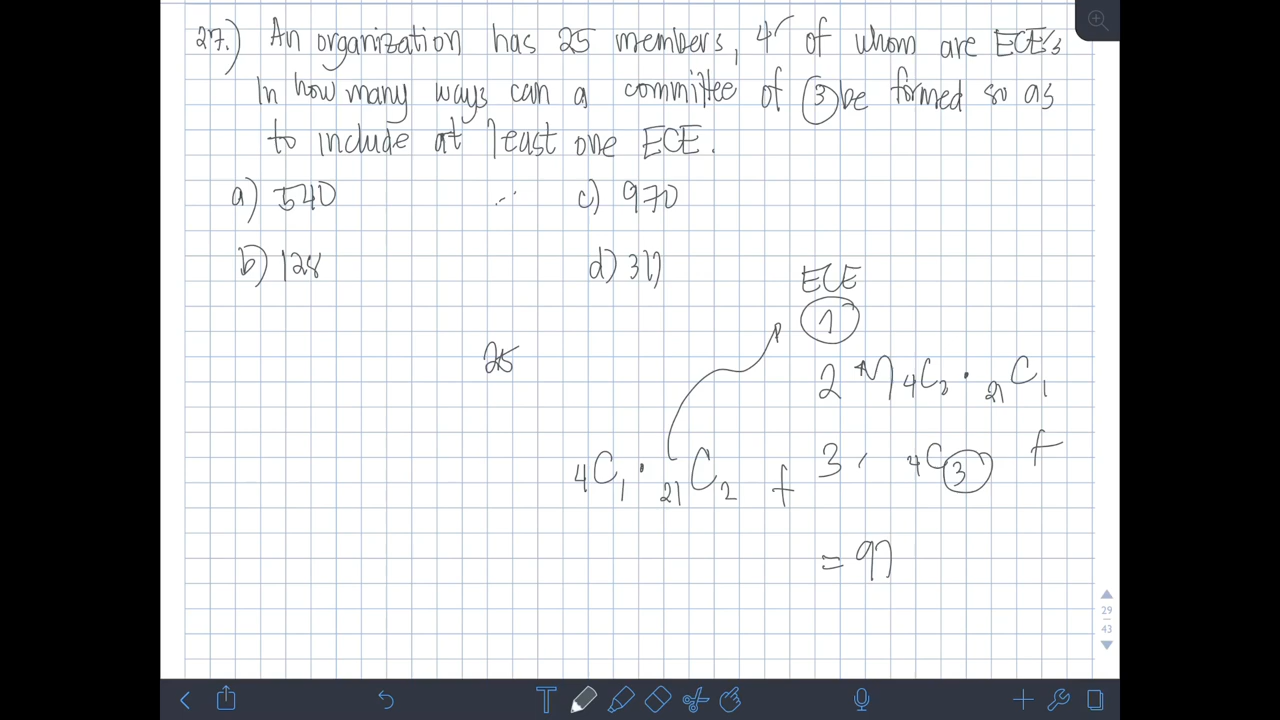 27.) An organization has 25 members, 4 of whom are ECE's
In how many ways can a committee of 3 be formed so as
to include at least one ECE.
a) 540
c) 970
b) 128
d) 317
ECE
1
25
2 4C2 · 21C1
3 4C3 +
4C1 · 21C2 +
= 97
29
43
T